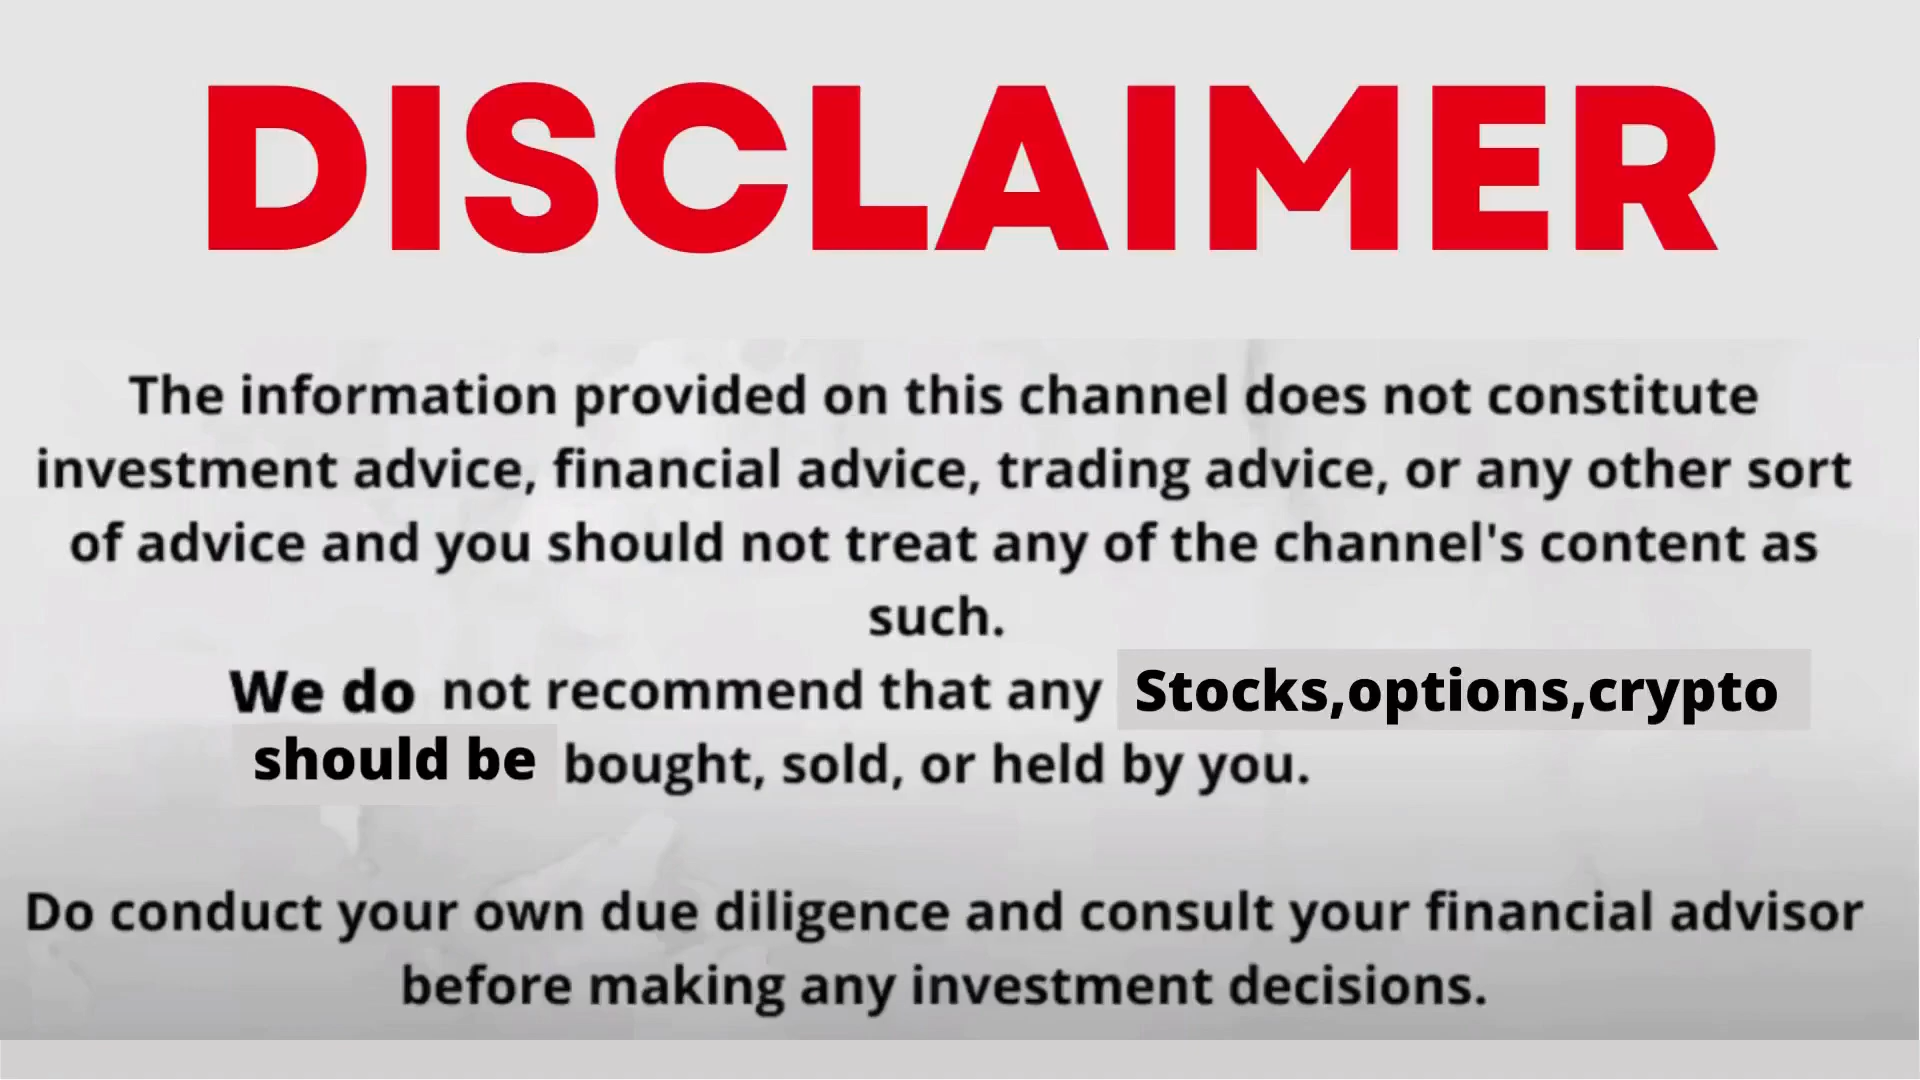 DISCLAIMER
The information provided on this channel does not constitute
investment advice, financial advice, trading advice, or any other sort
of advice and you should not treat any of the channel's content as
such.
We do not recommend that any Stocks,options,crypto
should be bought, sold, or held by you.
Do conduct your own due diligence and consult your financial advisor
before making any investment decisions.